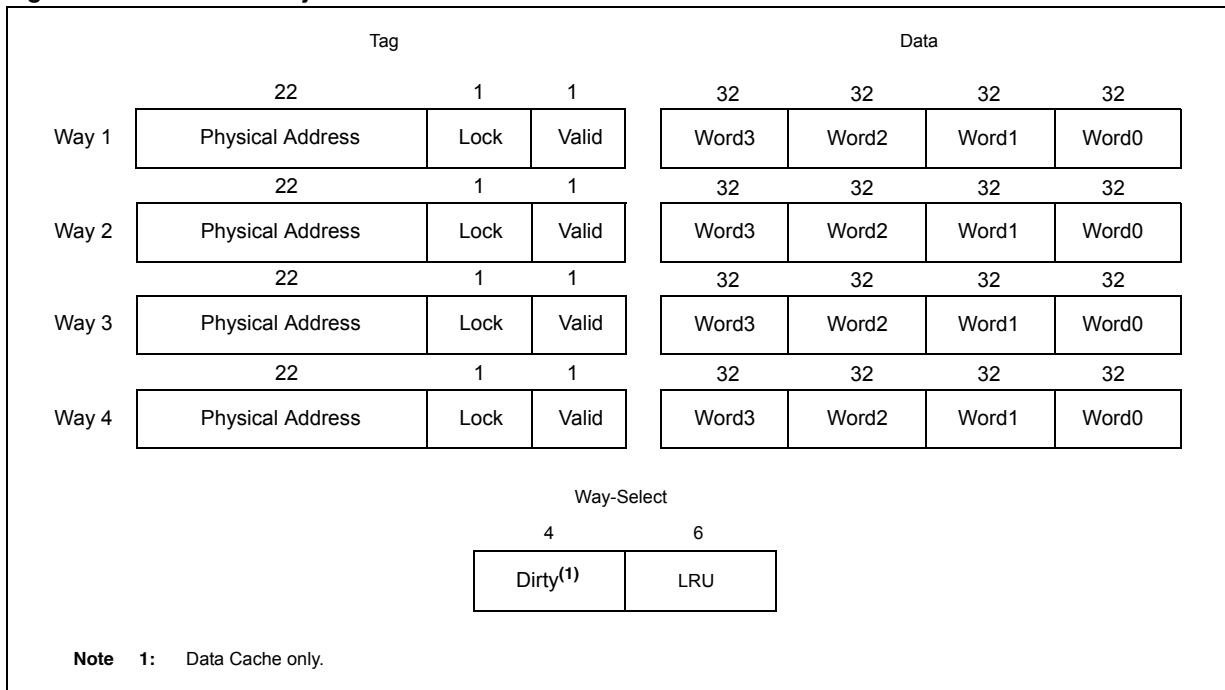 Tag Data
22 1 1 32 32 32 32
Way 1 Physical Address Lock Valid Word3 Word2 Word1 Word0
22 1 1 32 32 32 32
Way 2 Physical Address Lock Valid Word3 Word2 Word1 Word0
22 1 1 32 32 32 32
Way 3 Physical Address Lock Valid Word3 Word2 Word1 Word0
22 1 1 32 32 32 32
Way 4 Physical Address Lock Valid Word3 Word2 Word1 Word0
Way-Select
4 6
Dirty(1) LRU
Note 1: Data Cache only.